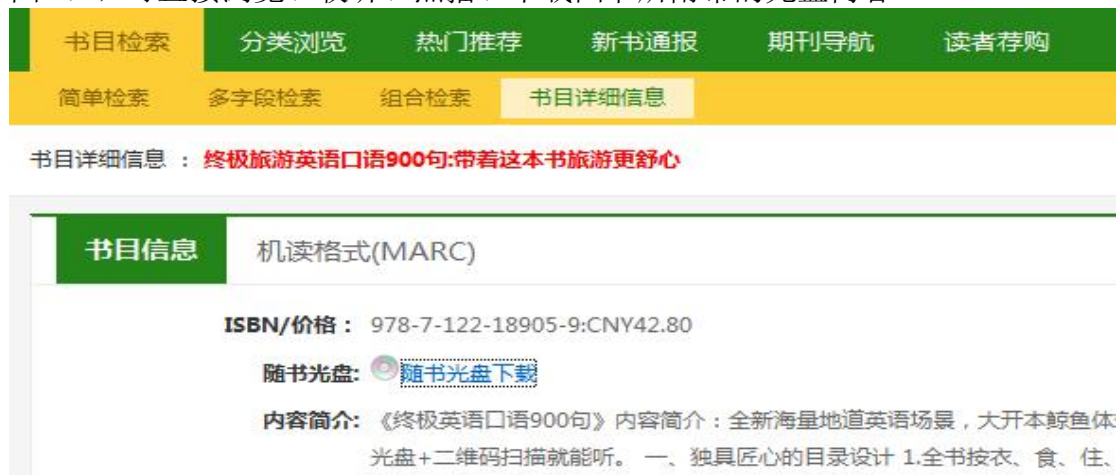 书目检索 分类浏览 热门推荐 新书通报 期刊导航 读者荐购
简单检索 多字段检索 组合检索 书目详细信息
书目详细信息 : 终极旅游英语口语900句:带着这本书旅游更舒心
书目信息 机读格式(MARC)
ISBN/价格: 978-7-122-18905-9:CNY42.80
随书光盘: 随书光盘下载
内容简介: 《终极英语口语900句》内容简介:全新海量地道英语场景,大开本鲸鱼体
光盘+二维码扫描就能听。 一、独具匠心的目录设计 1.全书按衣、食、住、